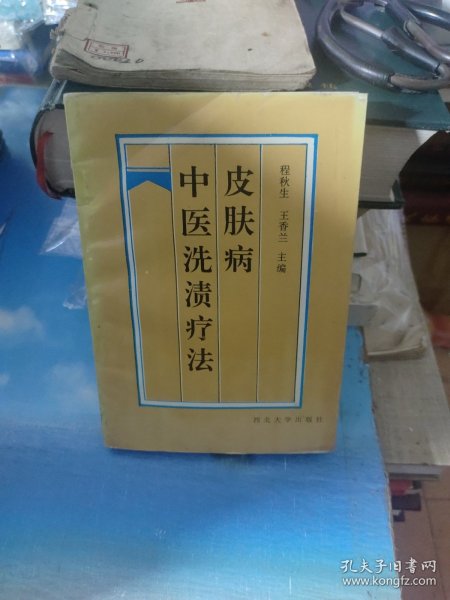 程秋生 王香兰 主编
皮肤病
中医洗渍疗法
西北大学出版社
孔夫子旧书网
www.kongfz.com